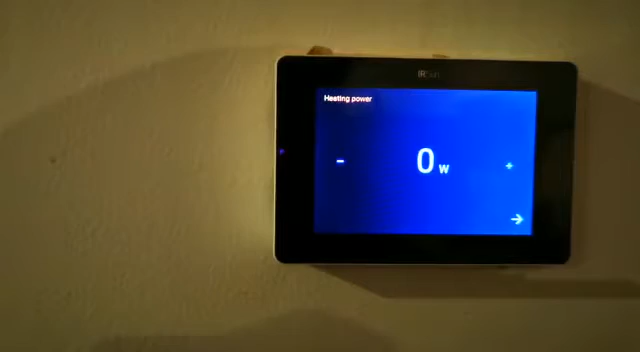 Heating power
- 0 W +
→